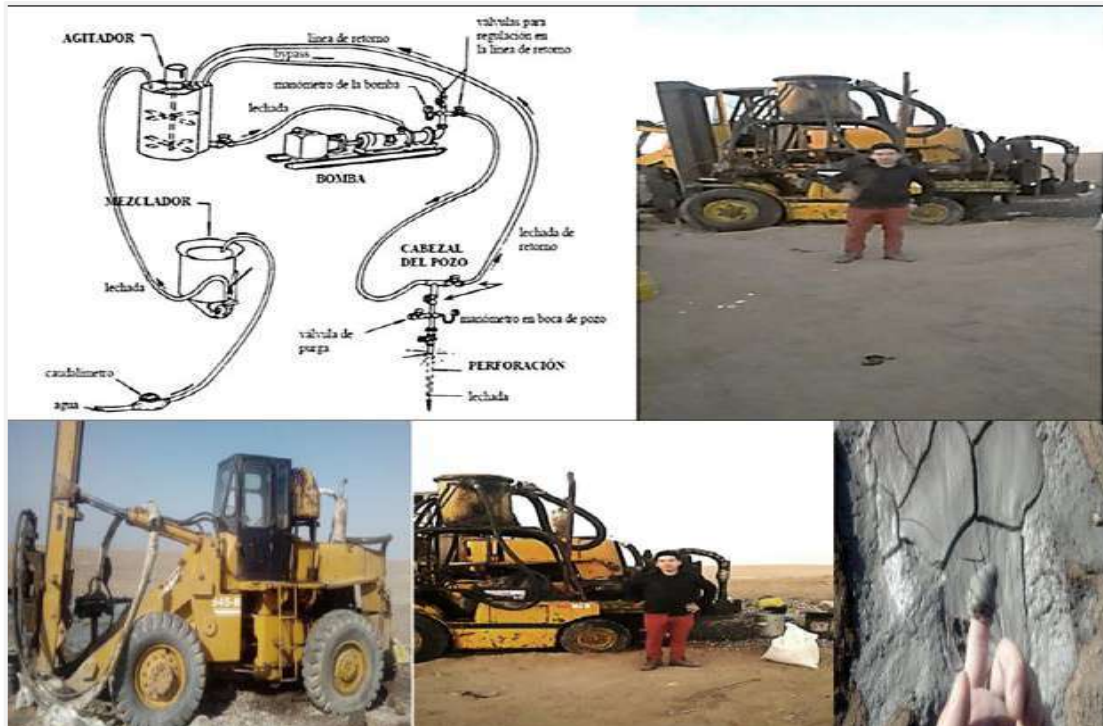 AGITADOR
línea de retorno
bypass
válvulas para
regulación en
la línea de retorno
manómetro de la bomba
lechada
BOMBA
MEZCLADOR
lechada
CABEZAL
DEL POZO
lechada de
retorno
manómetro en boca de pozo
válvula de
purga
PERFORACIÓN
lechada
caudalímetro
agua